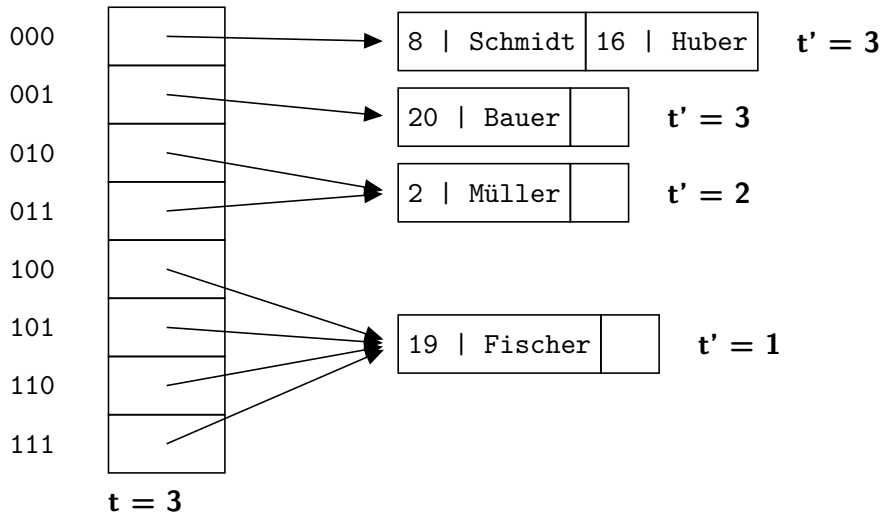 000
8 | Schmidt 16 | Huber t' = 3
001
20 | Bauer t' = 3
010
2 | Müller t' = 2
011
100
101
19 | Fischer t' = 1
110
111
t = 3